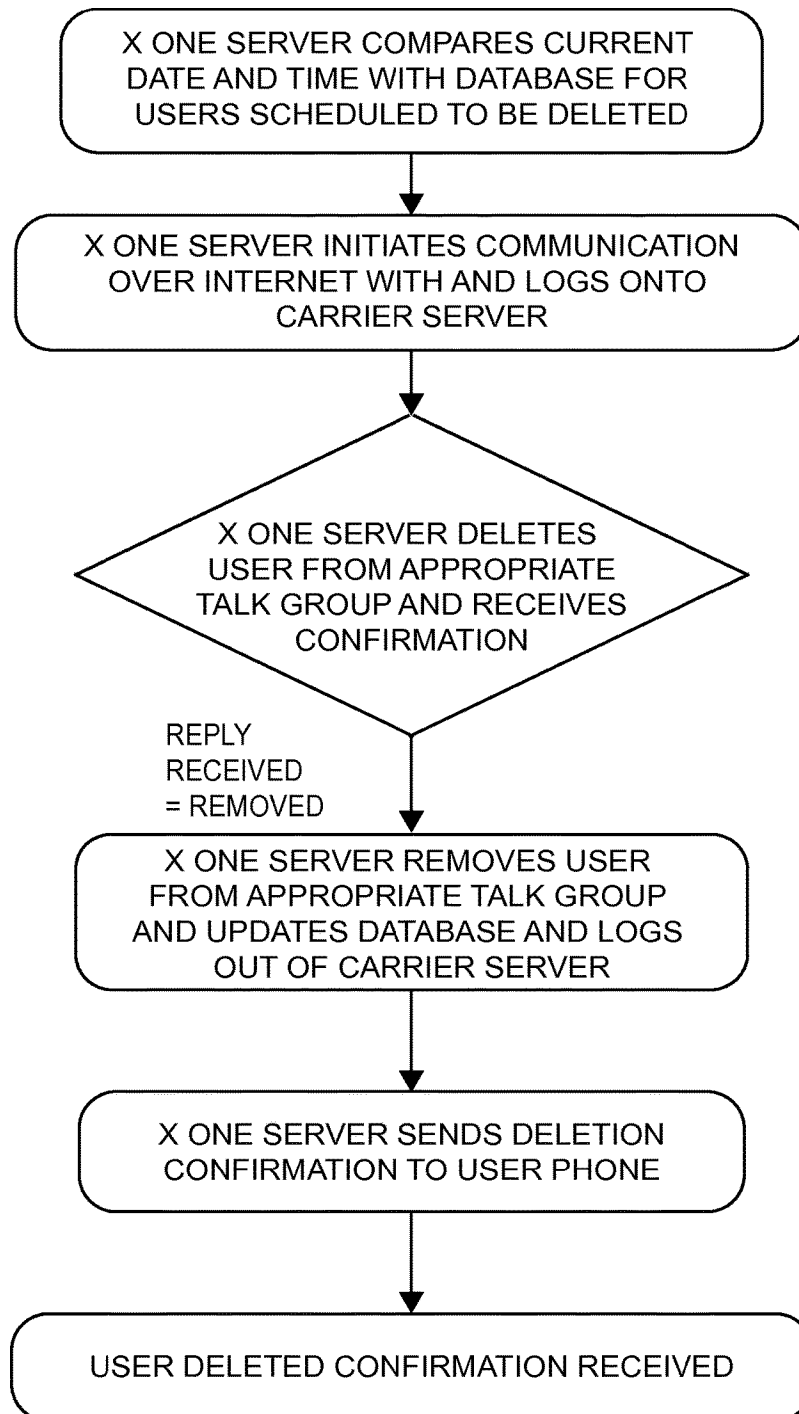 X ONE SERVER COMPARES CURRENT
DATE AND TIME WITH DATABASE FOR
USERS SCHEDULED TO BE DELETED
X ONE SERVER INITIATES COMMUNICATION
OVER INTERNET WITH AND LOGS ONTO
CARRIER SERVER
X ONE SERVER DELETES
USER FROM APPROPRIATE
TALK GROUP AND RECEIVES
CONFIRMATION
REPLY
RECEIVED
= REMOVED
X ONE SERVER REMOVES USER
FROM APPROPRIATE TALK GROUP
AND UPDATES DATABASE AND LOGS
OUT OF CARRIER SERVER
X ONE SERVER SENDS DELETION
CONFIRMATION TO USER PHONE
USER DELETED CONFIRMATION RECEIVED